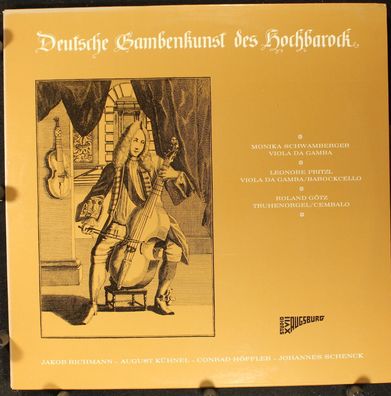 Deutsche Gambenkunst des Hochbarock
MONIKA SCHWAMBERGER
VIOLA DA GAMBA
LEONORE PRITZL
VIOLA DA GAMBA/BAROCKCELLO
ROLAND GÖTZ
TRUHENORGEL/CEMBALO
STUDIO
XVII
AUGSBURG
JAKOB RICHMANN – AUGUST KÜHNEL – CONRAD HÖFFLER – JOHANNES SCHENCK